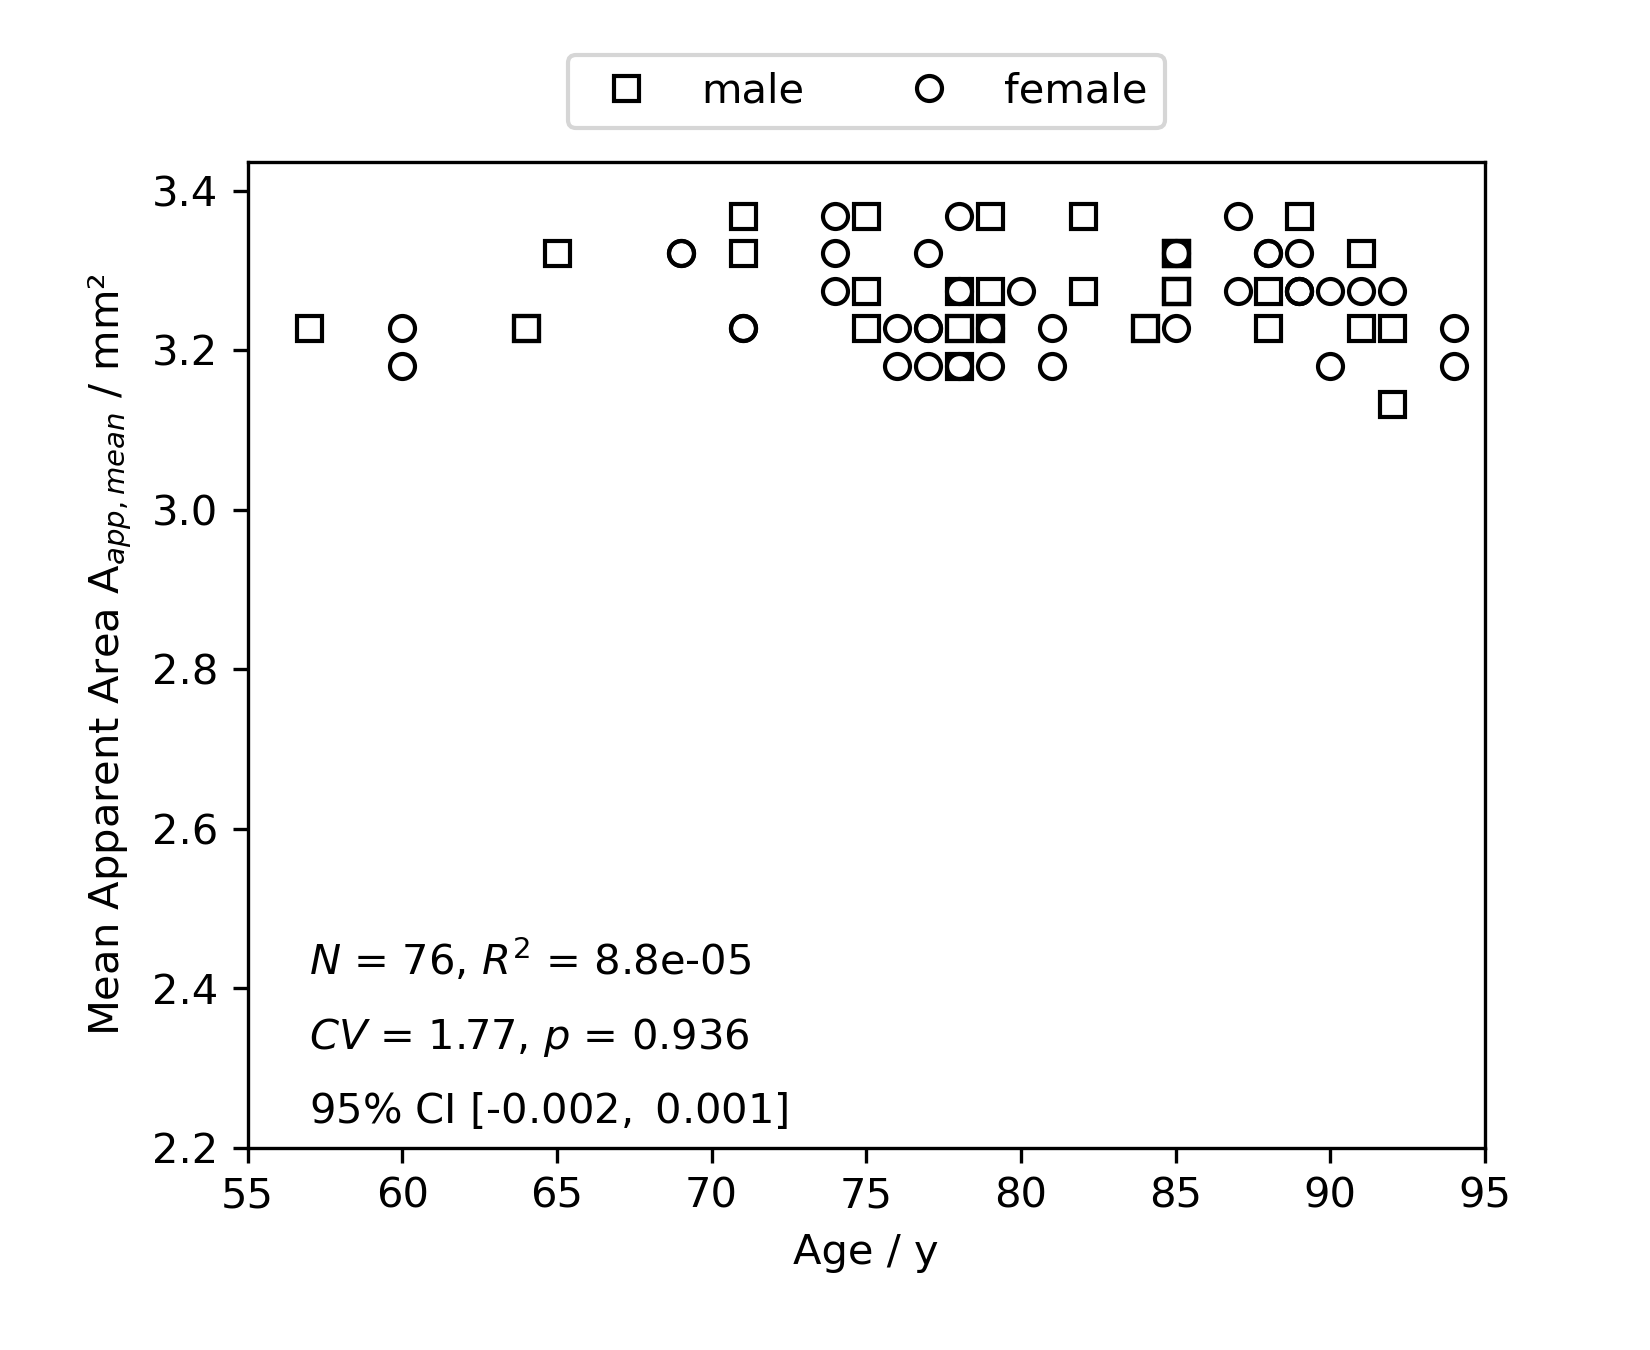 male female
3.4
3.2
3.0
2.8
2.6
2.4
2.2
Mean Apparent Area A_app,mean / mm²
N = 76, R² = 8.8e-05
CV = 1.77, p = 0.936
95% CI [-0.002, 0.001]
55 60 65 70 75 80 85 90 95
Age / y